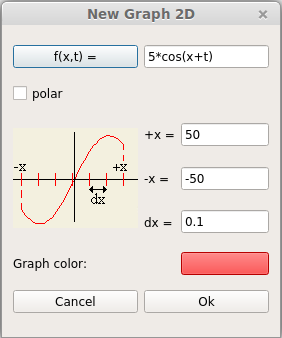 New Graph 2D
f(x,t) = 5*cos(x+t)
polar
+x = 50
-x +x
-x = -50
dx
dx = 0.1
Graph color:
Cancel Ok